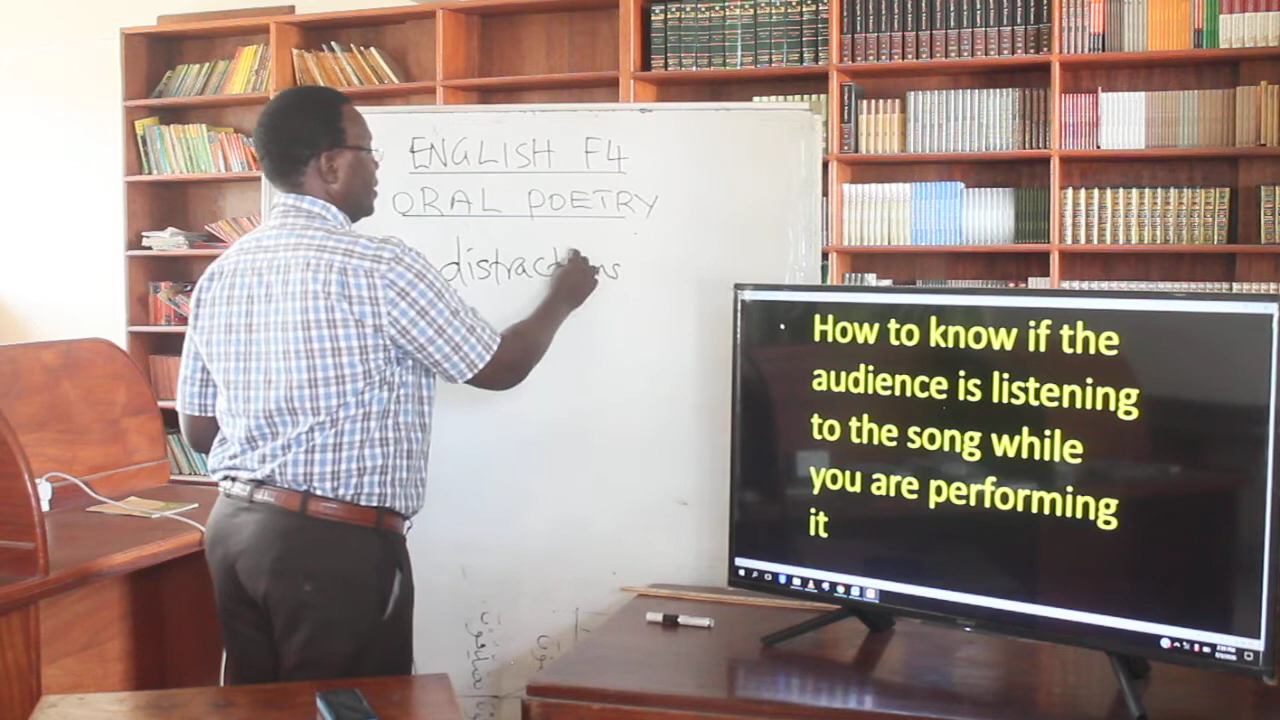 ENGLISH F4
ORAL POETRY
distractions
How to know if the
audience is listening
to the song while
you are performing
it